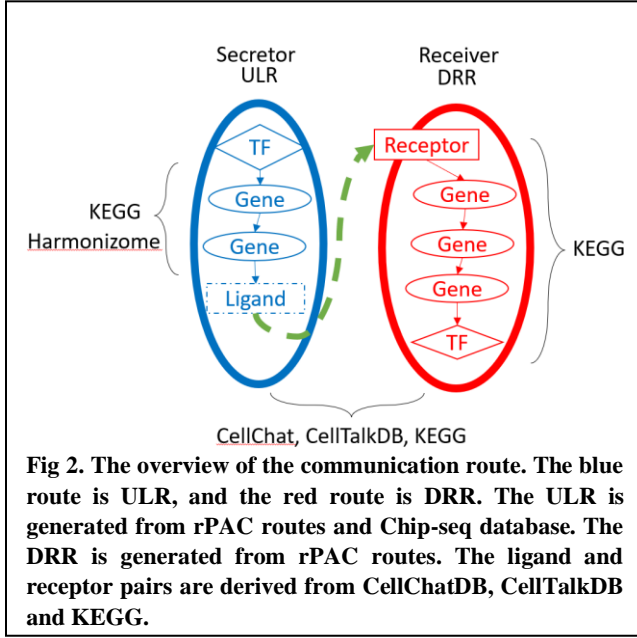 Secretor
ULR
Receiver
DRR
TF
Gene
Gene
Ligand
Receptor
Gene
Gene
Gene
TF
KEGG
Harmonizome
KEGG
CellChat, CellTalkDB, KEGG
Fig 2. The overview of the communication route. The blue
route is ULR, and the red route is DRR. The ULR is
generated from rPAC routes and Chip-seq database. The
DRR is generated from rPAC routes. The ligand and
receptor pairs are derived from CellChatDB, CellTalkDB
and KEGG.